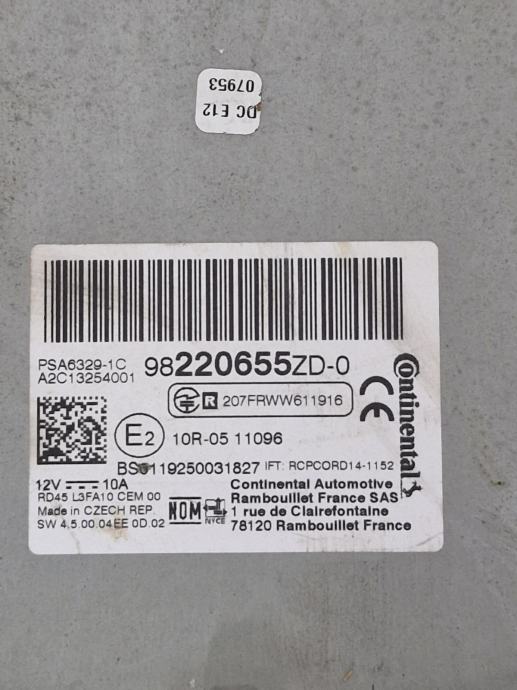 DC E12
07953
PSA6329-1C
A2C13254001
98220655ZD-0
R 207FRWW611916
E2
10R-05 11096
119250031827 IFT: RCPCORD14-1152
12V 10A
RD45 L3FA10 CEM 00
Made in CZECH REP.
SW 4.5.00.04EE 0D.02
NOM NYCE
Continental Automotive
Rambouillet France SAS
1 rue de Clairefontaine
78120 Rambouillet France
CE
Continental